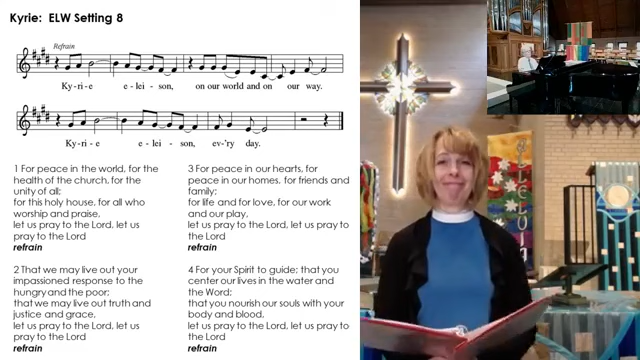 Kyrie:  ELW Setting 8
Refrain
Ky - ri - e e - lei - son, on our world and on our way.
Ky - ri - e e - lei - son, ev-'ry day.
1 For peace in the world, for the
health of the church, for the
unity of all;
for this holy house, for all who
worship and praise,
let us pray to the Lord, let us
pray to the Lord
refrain
2 That we may live out your
impassioned response to the
hungry and the poor;
that we may live out truth and
justice and grace,
let us pray to the Lord, let us
pray to the Lord
refrain
3 For peace in our hearts, for
peace in our homes, for friends and
family;
for life and for love, for our work
and our play,
let us pray to the Lord, let us pray to
the Lord
refrain
4 For your Spirit to guide; that you
center our lives in the water and
the Word;
that you nourish our souls with your
body and blood,
let us pray to the Lord, let us pray to
the Lord
refrain